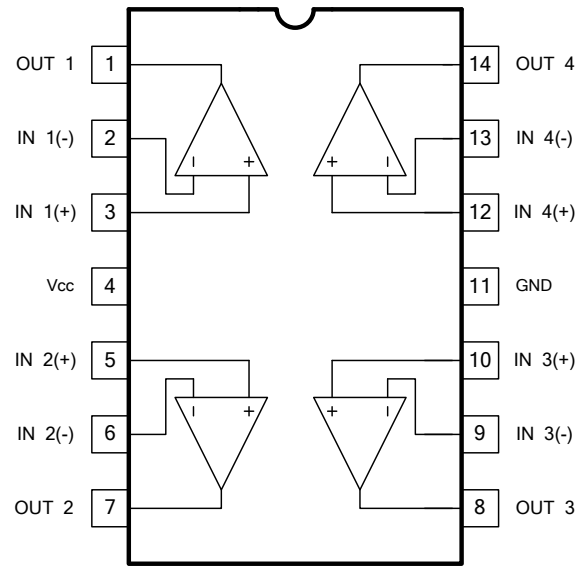 OUT 1 1 14 OUT 4
IN 1(-) 2 13 IN 4(-)
- + + -
IN 1(+) 3 12 IN 4(+)
Vcc 4 11 GND
IN 2(+) 5 10 IN 3(+)
- + + -
IN 2(-) 6 9 IN 3(-)
OUT 2 7 8 OUT 3